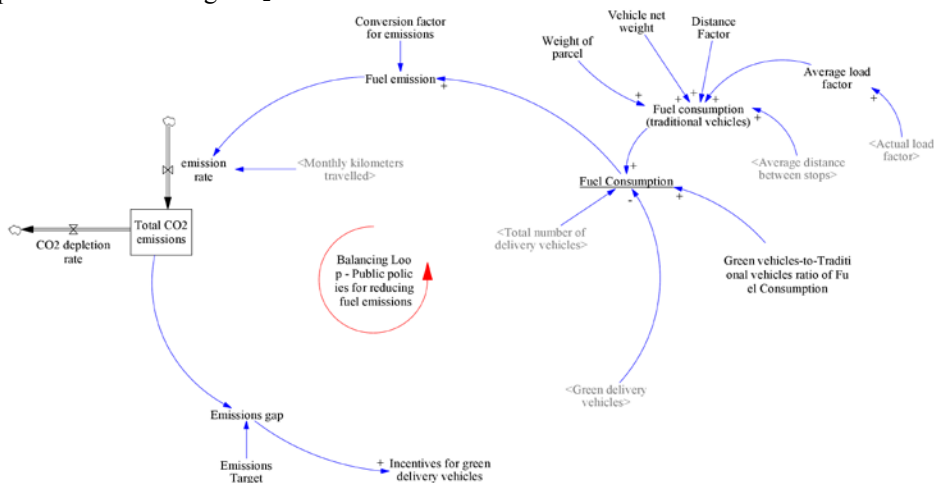 Conversion factor
for emissions
Vehicle net
weight
Distance
Factor
Weight of
parcel
Fuel emission
+
Average load
factor
+
+
+
+
+
Fuel consumption
(traditional vehicles)
+
+
<Actual load
factor>
emission
rate
<Monthly kilometers
travelled>
<Average distance
between stops>
+
Fuel Consumption
-
+
Total CO2
emissions
CO2 depletion
rate
<Total number of
delivery vehicles>
Balancing Loo
p - Public polic
ies for reducing
fuel emissions
Green vehicles-to-Traditi
onal vehicles ratio of Fu
el Consumption
<Green delivery
vehicles>
Emissions gap
Emissions
Target
+
Incentives for green
delivery vehicles